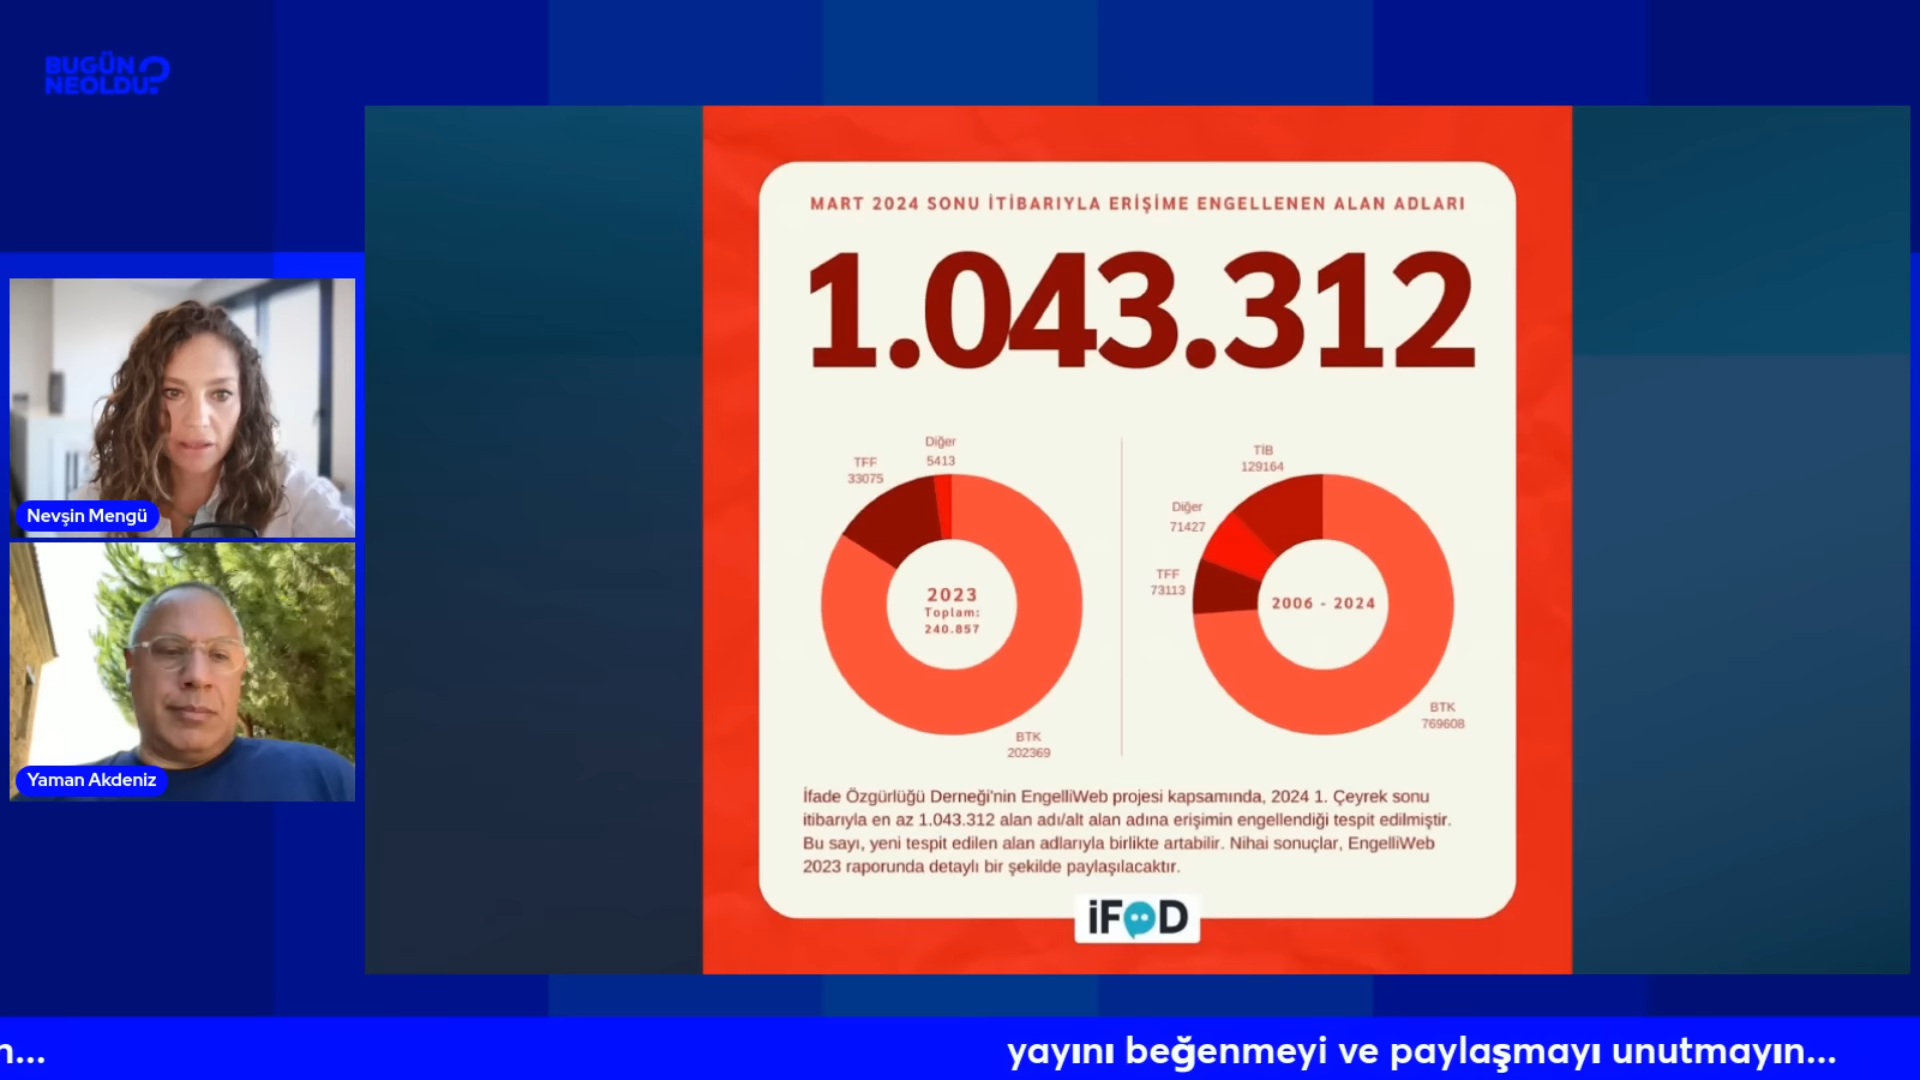 BUGÜN
NEOLDU?
MART 2024 SONU İTİBARIYLA ERİŞİME ENGELLENEN ALAN ADLARI
1.043.312
Diğer
5413
TFF
33075
2023
Toplam:
240.857
BTK
202369
TİB
129164
Diğer
71427
TFF
73113
2006 - 2024
BTK
769608
İfade Özgürlüğü Derneği'nin EngelliWeb projesi kapsamında, 2024 1. Çeyrek sonu
itibarıyla en az 1.043.312 alan adı/alt alan adına erişimin engellendiği tespit edilmiştir.
Bu sayı, yeni tespit edilen alan adlarıyla birlikte artabilir. Nihai sonuçlar, EngelliWeb
2023 raporunda detaylı bir şekilde paylaşılacaktır.
iFOD
Nevşin Mengü
Yaman Akdeniz
n...
yayını beğenmeyi ve paylaşmayı unutmayın...